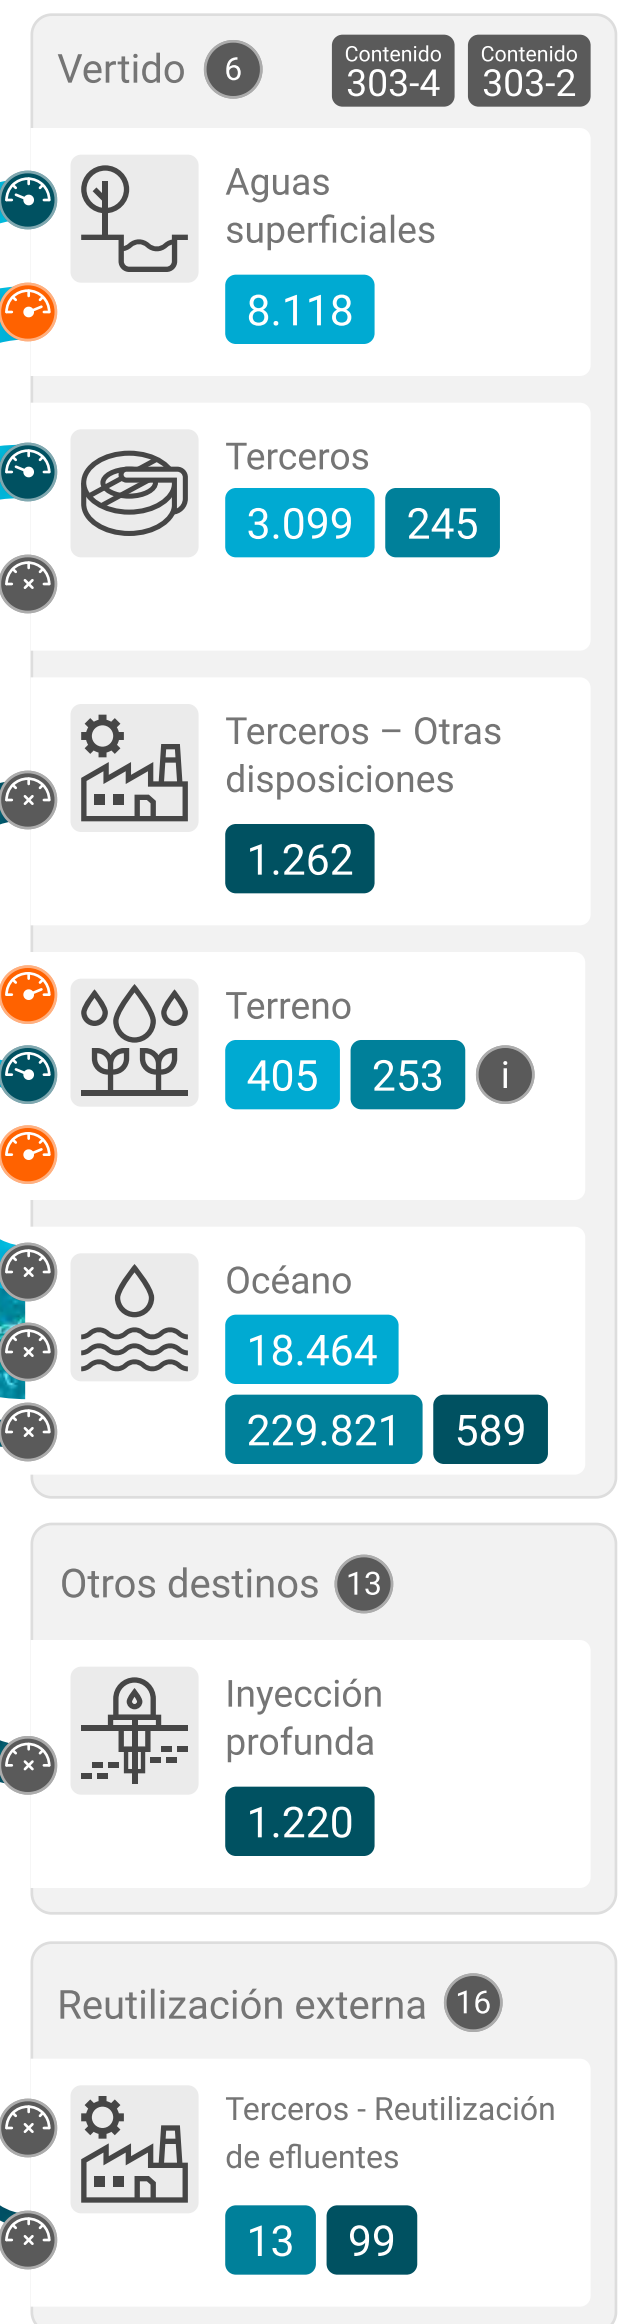 Vertido 6
Contenido
303-4
Contenido
303-2
Aguas
superficiales
8.118
Terceros
3.099 245
Terceros – Otras
disposiciones
1.262
Terreno
405 253 i
Océano
18.464
229.821 589
Otros destinos 13
Inyección
profunda
1.220
Reutilización externa 16
Terceros - Reutilización
de efluentes
13 99